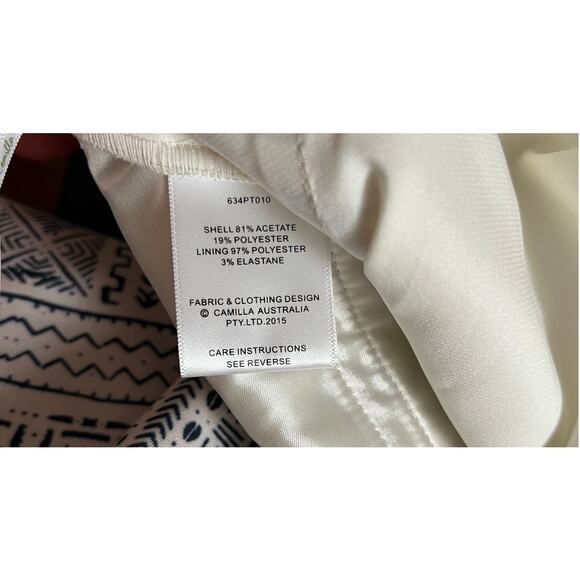 634PT010
SHELL 81% ACETATE
19% POLYESTER
LINING 97% POLYESTER
3% ELASTANE
FABRIC & CLOTHING DESIGN
© CAMILLA AUSTRALIA
PTY.LTD.2015
CARE INSTRUCTIONS
SEE REVERSE